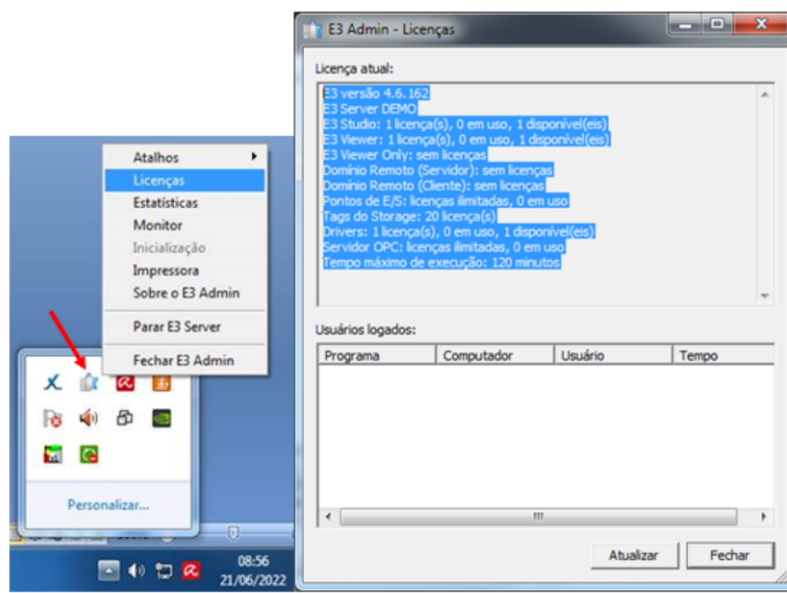 Atalhos
Licenças
Estatísticas
Monitor
Inicialização
Impressora
Sobre o E3 Admin
Parar E3 Server
Fechar E3 Admin
Personalizar...
08:56
21/06/2022
E3 Admin - Licenças
Licença atual:
E3 versão 4.6.162
E3 Server DEMO
E3 Studio: 1 licença(s), 0 em uso, 1 disponível(eis)
E3 Viewer: 1 licença(s), 0 em uso, 1 disponível(eis)
E3 Viewer Only: sem licenças
Domínio Remoto (Servidor): sem licenças
Domínio Remoto (Cliente): sem licenças
Pontos de E/S: licenças ilimitadas, 0 em uso
Tags do Storage: 20 licença(s)
Drivers: 1 licença(s), 0 em uso, 1 disponível(eis)
Servidor OPC: licenças ilimitadas, 0 em uso
Tempo máximo de execução: 120 minutos
Usuários logados:
Programa Computador Usuário Tempo
Atualizar Fechar